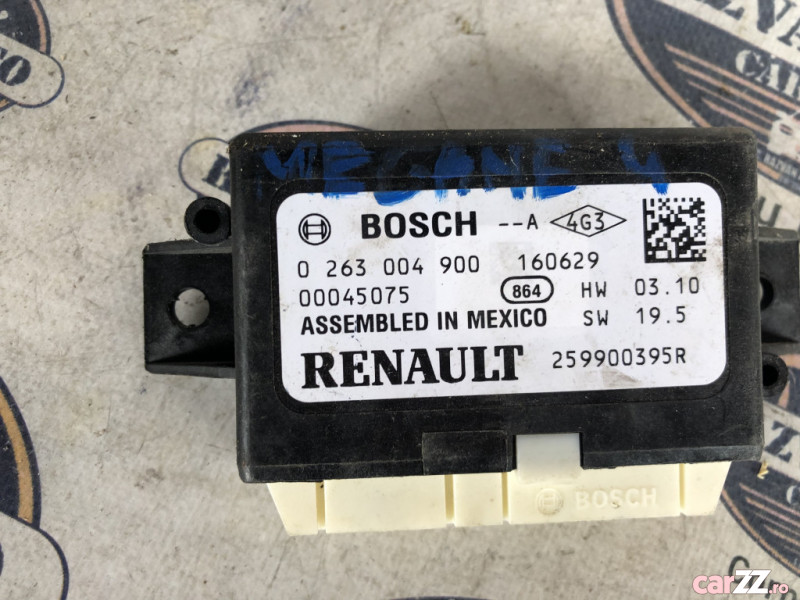 MEGANE 4
BOSCH --A 4G3
0 263 004 900 160629
00045075 864 HW 03.10
ASSEMBLED IN MEXICO SW 19.5
RENAULT 259900395R
BOSCH
carZZ.ro